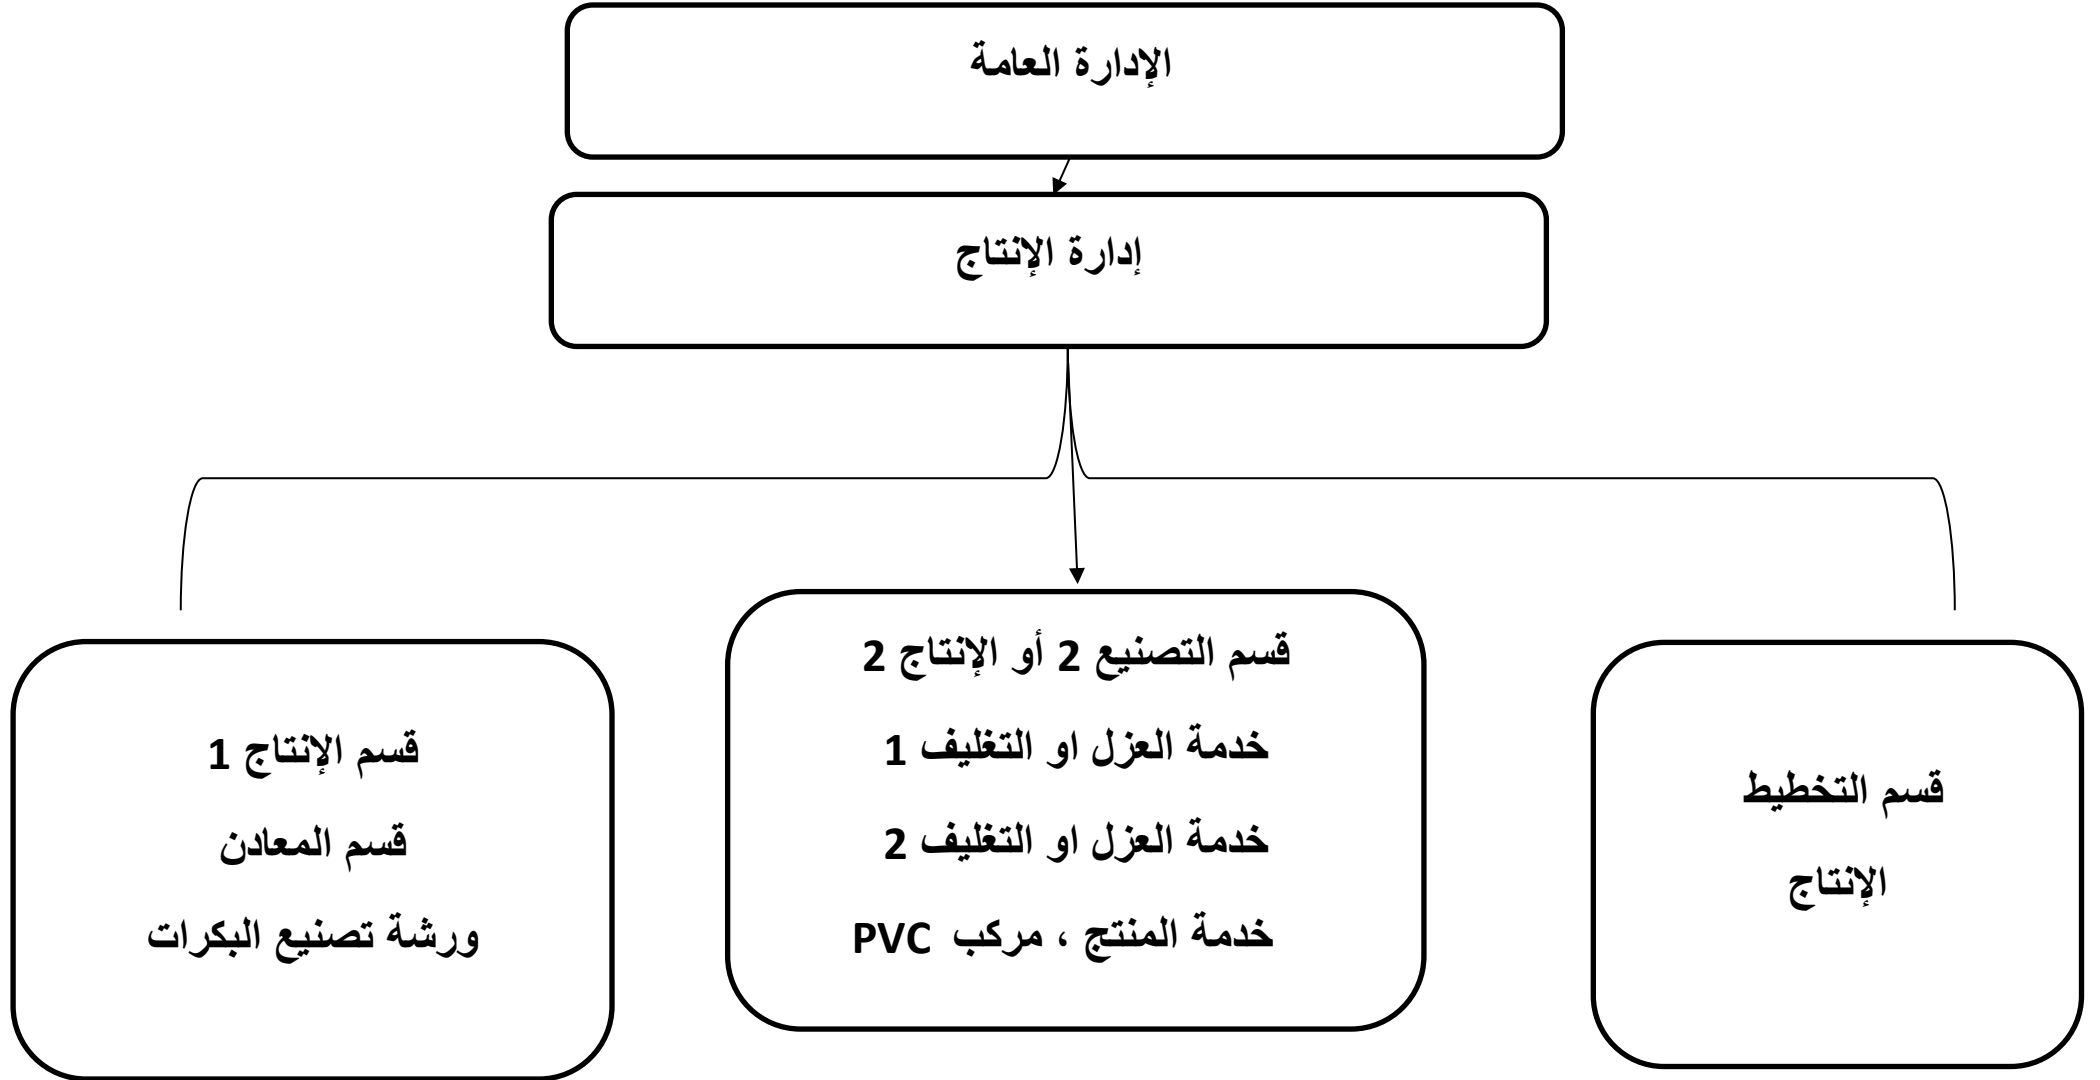 الإدارة العامة
إدارة الإنتاج
قسم التخطيط
الإنتاج
قسم التصنيع 2 أو الإنتاج 2
خدمة العزل او التغليف 1
خدمة العزل او التغليف 2
خدمة المنتج ، مركب PVC
قسم الإنتاج 1
قسم المعادن
ورشة تصنيع البكرات